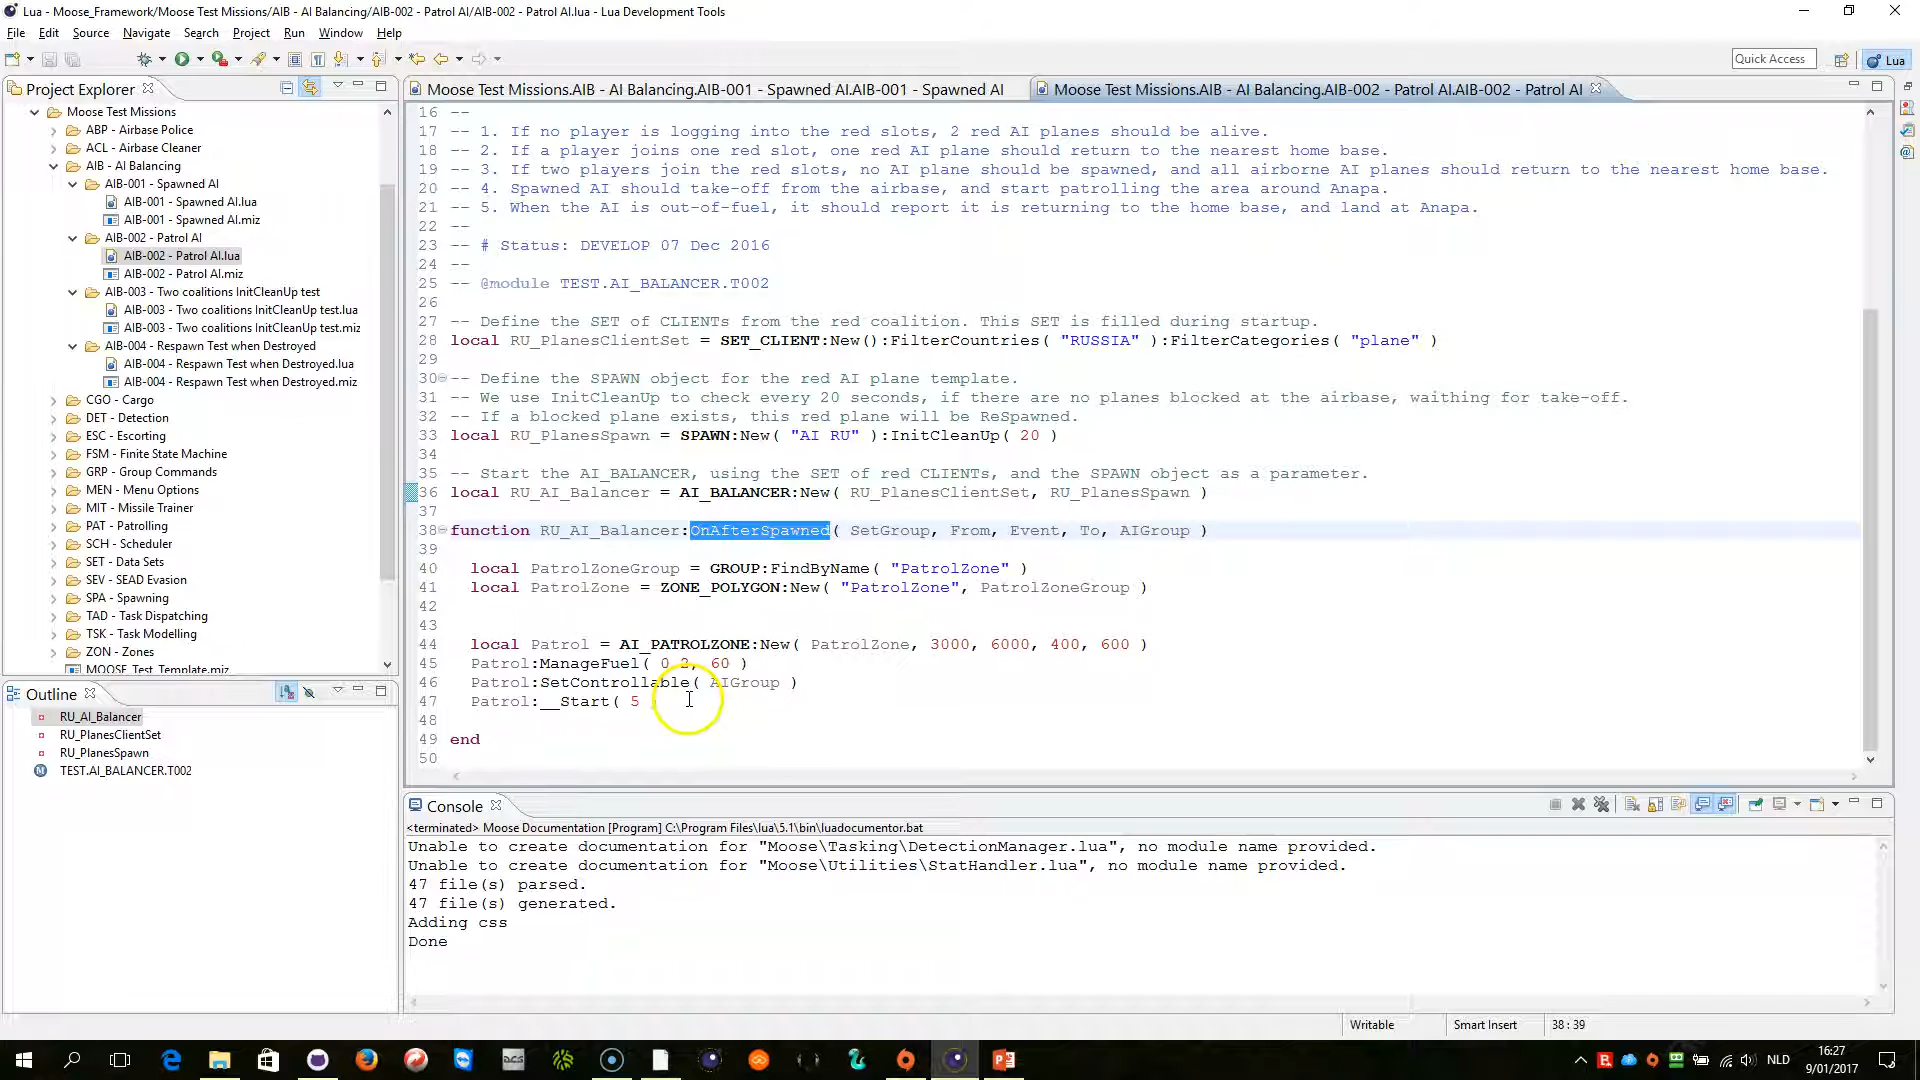 Lua - Moose_Framework/Moose Test Missions/AIB - AI Balancing/AIB-002 - Patrol AI/AIB-002 - Patrol AI.lua - Lua Development Tools
File Edit Source Navigate Search Project Run Window Help
Quick Access
Lua
Project Explorer
Moose Test Missions
ABP - Airbase Police
ACL - Airbase Cleaner
AIB - AI Balancing
AIB-001 - Spawned AI
AIB-001 - Spawned AI.lua
AIB-001 - Spawned AI.miz
AIB-002 - Patrol AI
AIB-002 - Patrol AI.lua
AIB-002 - Patrol AI.miz
AIB-003 - Two coalitions InitCleanUp test
AIB-003 - Two coalitions InitCleanUp test.lua
AIB-003 - Two coalitions InitCleanUp test.miz
AIB-004 - Respawn Test when Destroyed
AIB-004 - Respawn Test when Destroyed.lua
AIB-004 - Respawn Test when Destroyed.miz
CGO - Cargo
DET - Detection
ESC - Escorting
FSM - Finite State Machine
GRP - Group Commands
MEN - Menu Options
MIT - Missile Trainer
PAT - Patrolling
SCH - Scheduler
SET - Data Sets
SEV - SEAD Evasion
SPA - Spawning
TAD - Task Dispatching
TSK - Task Modelling
ZON - Zones
MOOSE_Test_Template.miz
Outline
RU_AI_Balancer
RU_PlanesClientSet
RU_PlanesSpawn
TEST.AI_BALANCER.T002
Moose Test Missions.AIB - AI Balancing.AIB-001 - Spawned AI.AIB-001 - Spawned AI
Moose Test Missions.AIB - AI Balancing.AIB-002 - Patrol AI.AIB-002 - Patrol AI
16 --
17 -- 1. If no player is logging into the red slots, 2 red AI planes should be alive.
18 -- 2. If a player joins one red slot, one red AI plane should return to the nearest home base.
19 -- 3. If two players join the red slots, no AI plane should be spawned, and all airborne AI planes should return to the nearest home base.
20 -- 4. Spawned AI should take-off from the airbase, and start patrolling the area around Anapa.
21 -- 5. When the AI is out-of-fuel, it should report it is returning to the home base, and land at Anapa.
22 --
23 -- # Status: DEVELOP 07 Dec 2016
24 --
25 -- @module TEST.AI_BALANCER.T002
26
27 -- Define the SET of CLIENTs from the red coalition. This SET is filled during startup.
28 local RU_PlanesClientSet = SET_CLIENT:New():FilterCountries( "RUSSIA" ):FilterCategories( "plane" )
29
30 -- Define the SPAWN object for the red AI plane template.
31 -- We use InitCleanUp to check every 20 seconds, if there are no planes blocked at the airbase, waithing for take-off.
32 -- If a blocked plane exists, this red plane will be ReSpawned.
33 local RU_PlanesSpawn = SPAWN:New( "AI RU" ):InitCleanUp( 20 )
34
35 -- Start the AI_BALANCER, using the SET of red CLIENTs, and the SPAWN object as a parameter.
36 local RU_AI_Balancer = AI_BALANCER:New( RU_PlanesClientSet, RU_PlanesSpawn )
37
38 function RU_AI_Balancer:OnAfterSpawned( SetGroup, From, Event, To, AIGroup )
39
40 local PatrolZoneGroup = GROUP:FindByName( "PatrolZone" )
41 local PatrolZone = ZONE_POLYGON:New( "PatrolZone", PatrolZoneGroup )
42
43
44 local Patrol = AI_PATROLZONE:New( PatrolZone, 3000, 6000, 400, 600 )
45 Patrol:ManageFuel( 0.2, 60 )
46 Patrol:SetControllable( AIGroup )
47 Patrol:__Start( 5
48
49 end
50
Console
<terminated> Moose Documentation [Program] C:\Program Files\lua\5.1\bin\luadocumentor.bat
Unable to create documentation for "Moose\Tasking\DetectionManager.lua", no module name provided.
Unable to create documentation for "Moose\Utilities\StatHandler.lua", no module name provided.
47 file(s) parsed.
47 file(s) generated.
Adding css
Done
Writable Smart Insert 38 : 39
DCS
NLD
16:27
9/01/2017